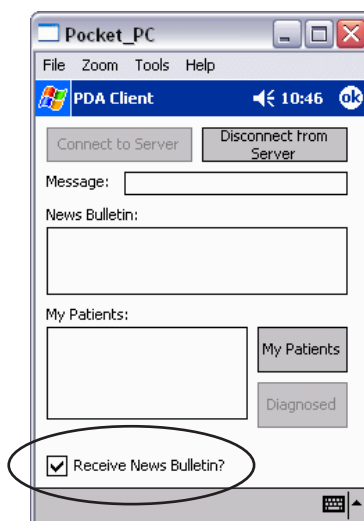 Pocket_PC
File Zoom Tools Help
PDA Client 10:46 ok
Connect to Server
Disconnect from
Server
Message:
News Bulletin:
My Patients:
My Patients
Diagnosed
Receive News Bulletin?